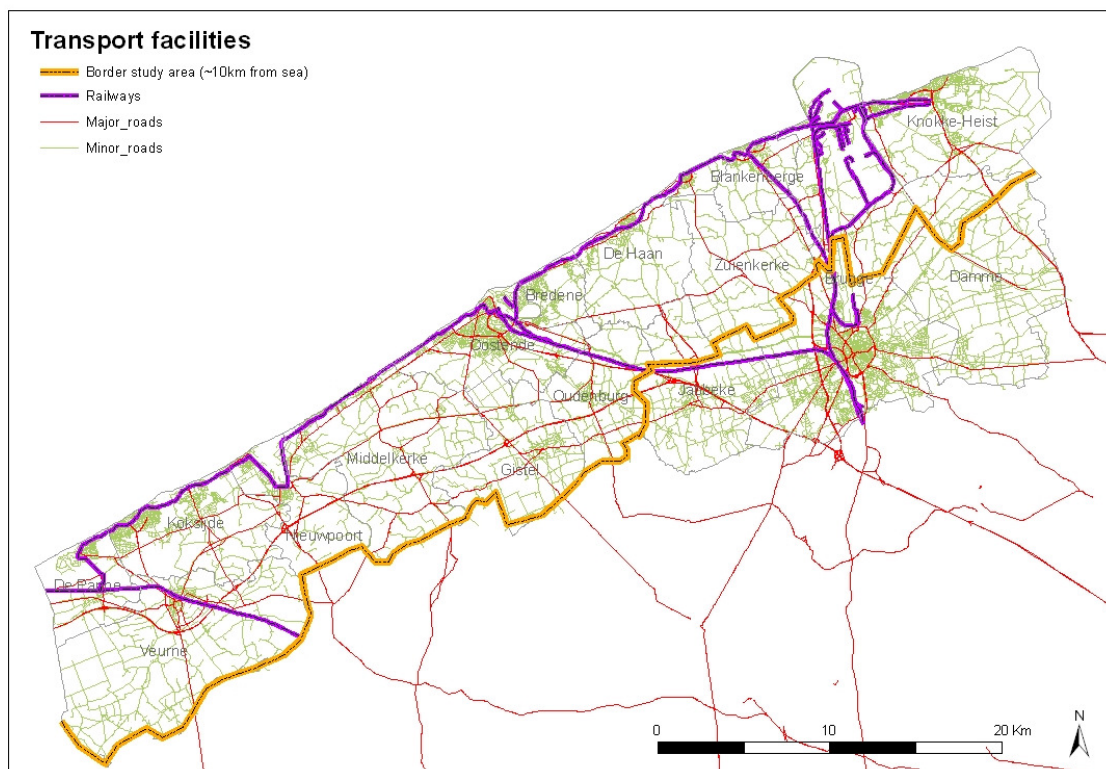 Transport facilities
Border study area (~10km from sea)
Railways
Major_roads
Minor_roads
Knokke-Heist
Blankenberge
De Haan
Zuienkerke
Brugge
Damme
Bredene
Oostende
Oudenburg
Jabbeke
Middelkerke
Gistel
Koksijde
Nieuwpoort
De Panne
Veurne
0 10 20 Km
N